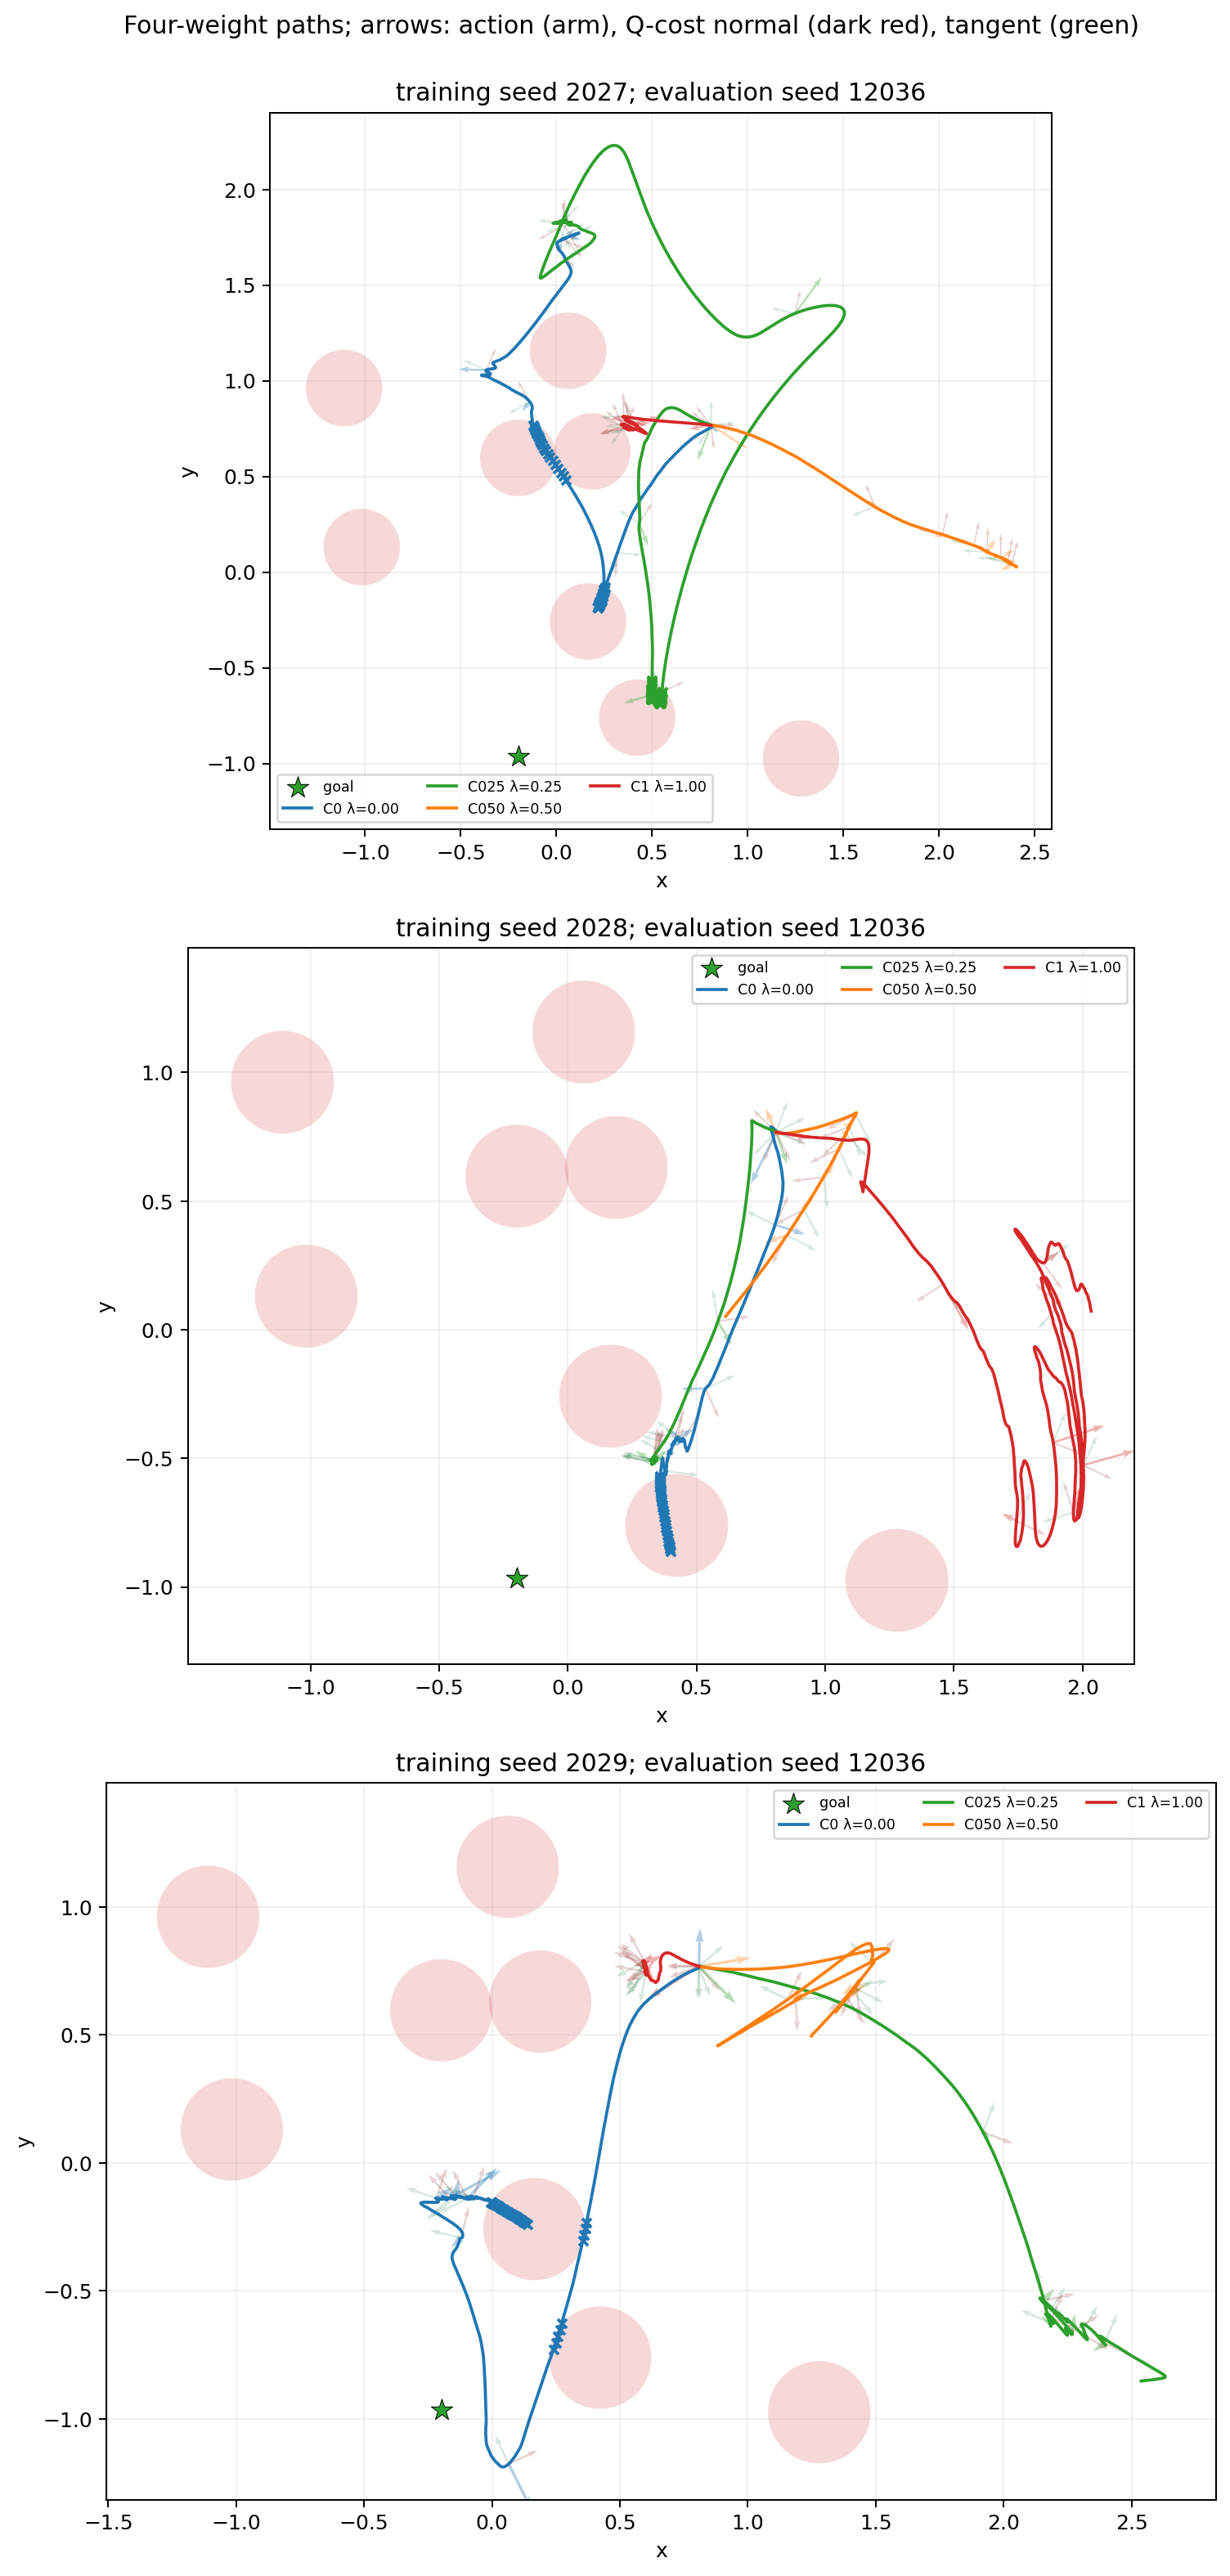 Four-weight paths; arrows: action (arm), Q-cost normal (dark red), tangent (green)
training seed 2027; evaluation seed 12036
2.0
1.5
1.0
0.5
0.0
−0.5
−1.0
y
goal
C0 λ=0.00
C025 λ=0.25
C050 λ=0.50
C1 λ=1.00
−1.0 −0.5 0.0 0.5 1.0 1.5 2.0 2.5
x
training seed 2028; evaluation seed 12036
goal
C0 λ=0.00
C025 λ=0.25
C050 λ=0.50
C1 λ=1.00
1.0
0.5
0.0
−0.5
−1.0
y
−1.0 −0.5 0.0 0.5 1.0 1.5 2.0
x
training seed 2029; evaluation seed 12036
goal
C0 λ=0.00
C025 λ=0.25
C050 λ=0.50
C1 λ=1.00
1.0
0.5
0.0
−0.5
−1.0
y
−1.5 −1.0 −0.5 0.0 0.5 1.0 1.5 2.0 2.5
x